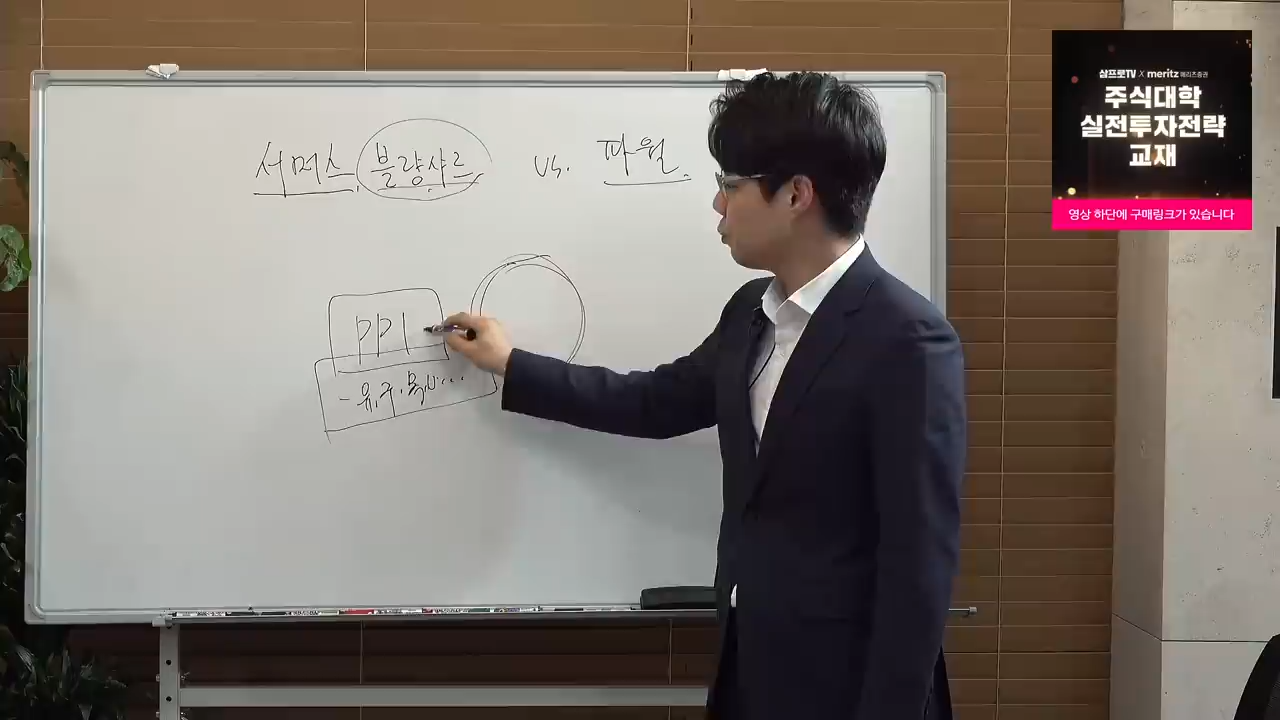 서머스 블랑샤르 vs. 파월
PPI
- 유, 구,
삼프로TV X meritz 메리츠증권
주식대학
실전투자전략
교재
영상 하단에 구매링크가 있습니다